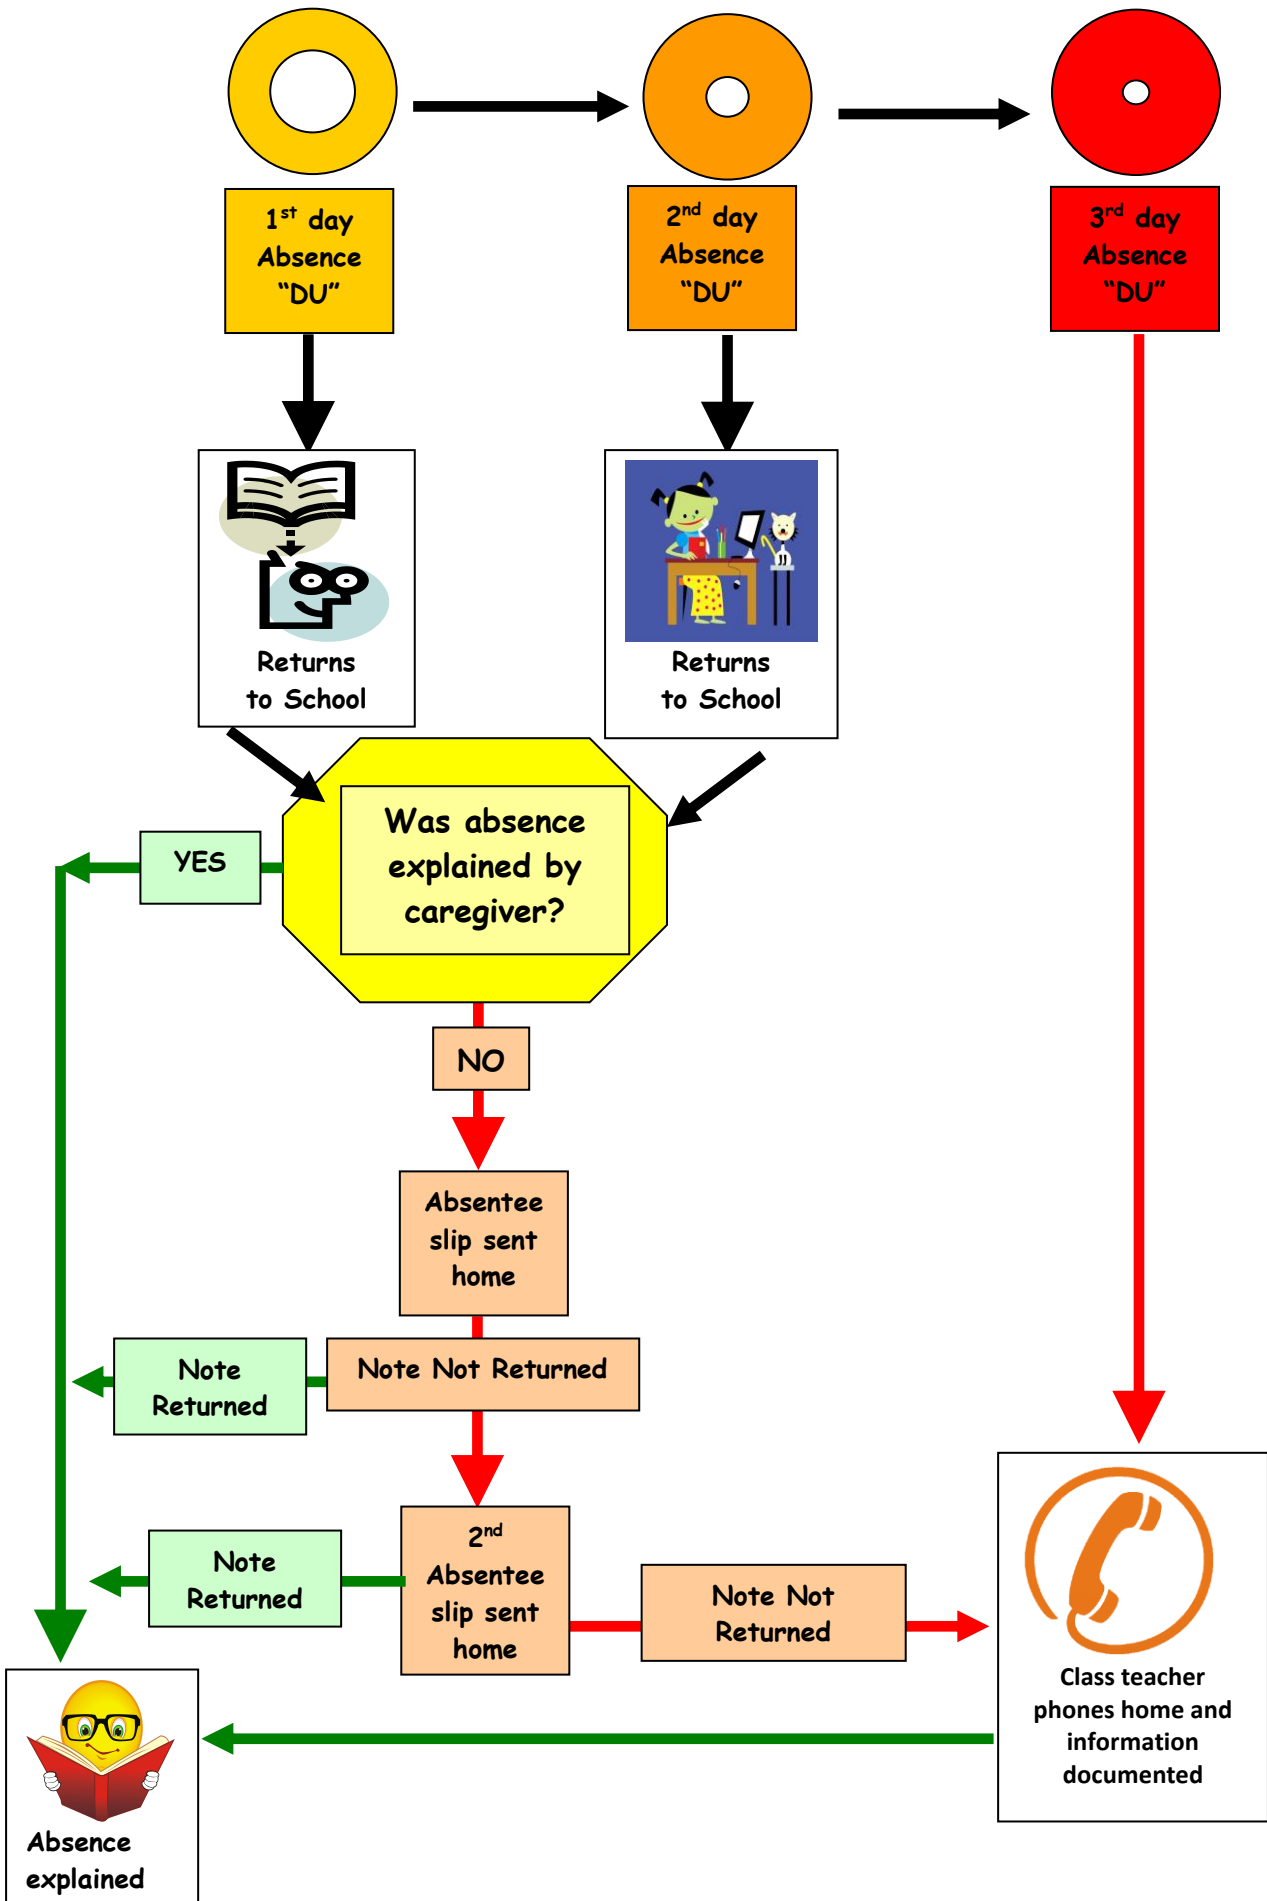 1st day
Absence
“DU”
2nd day
Absence
“DU”
3rd day
Absence
“DU”
Returns
to School
Returns
to School
Was absence
explained by
caregiver?
YES
NO
Absentee
slip sent
home
Note
Returned
Note Not Returned
2nd
Absentee
slip sent
home
Note
Returned
Note Not
Returned
Class teacher
phones home and
information
documented
Absence
explained